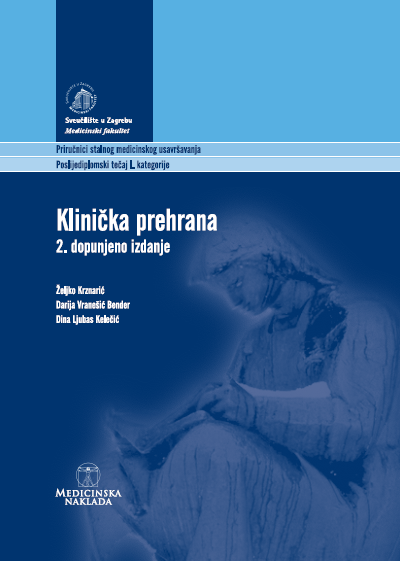 Sveučilište u Zagrebu
Medicinski fakultet
Priručnici stalnog medicinskog usavršavanja
Poslijediplomski tečaj I. kategorije
Klinička prehrana
2. dopunjeno izdanje
Željko Krznarić
Darija Vranešić Bender
Dina Ljubas Kelečić
MEDICINSKA
NAKLADA